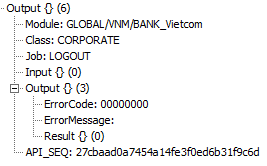 Output {} (6)
Module: GLOBAL/VNM/BANK_Vietcom
Class: CORPORATE
Job: LOGOUT
Input {} (0)
Output {} (3)
ErrorCode: 00000000
ErrorMessage:
Result {} (0)
API_SEQ: 27cbaad0a7454a14fe3f0ed6b31f9c6d